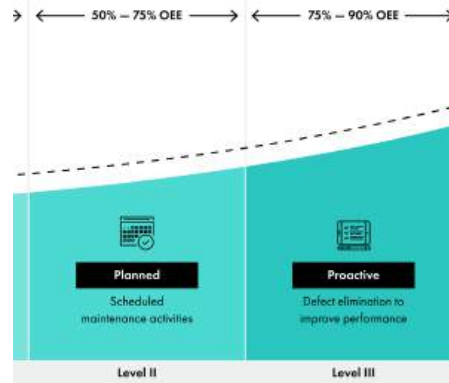 50% – 75% OEE
75% – 90% OEE
Planned
Scheduled
maintenance activities
Proactive
Defect elimination to
improve performance
Level II
Level III